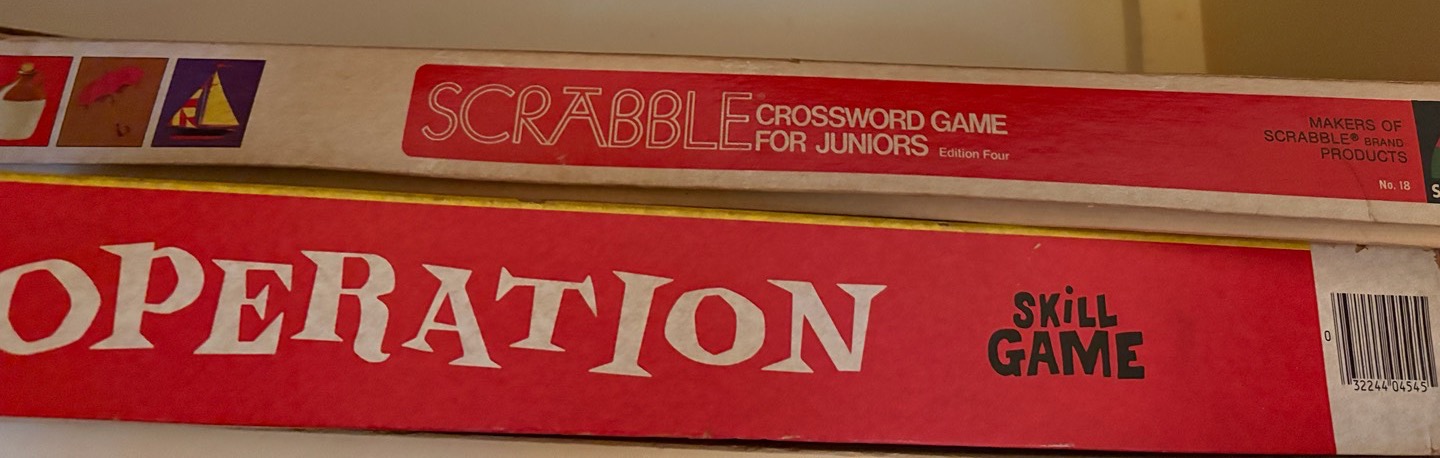 SCRABBLE CROSSWORD GAME
FOR JUNIORS Edition Four
MAKERS OF
SCRABBLE® BRAND
PRODUCTS
No. 18
S
OPERATION
SKiLL
GAME
0
32244 04545